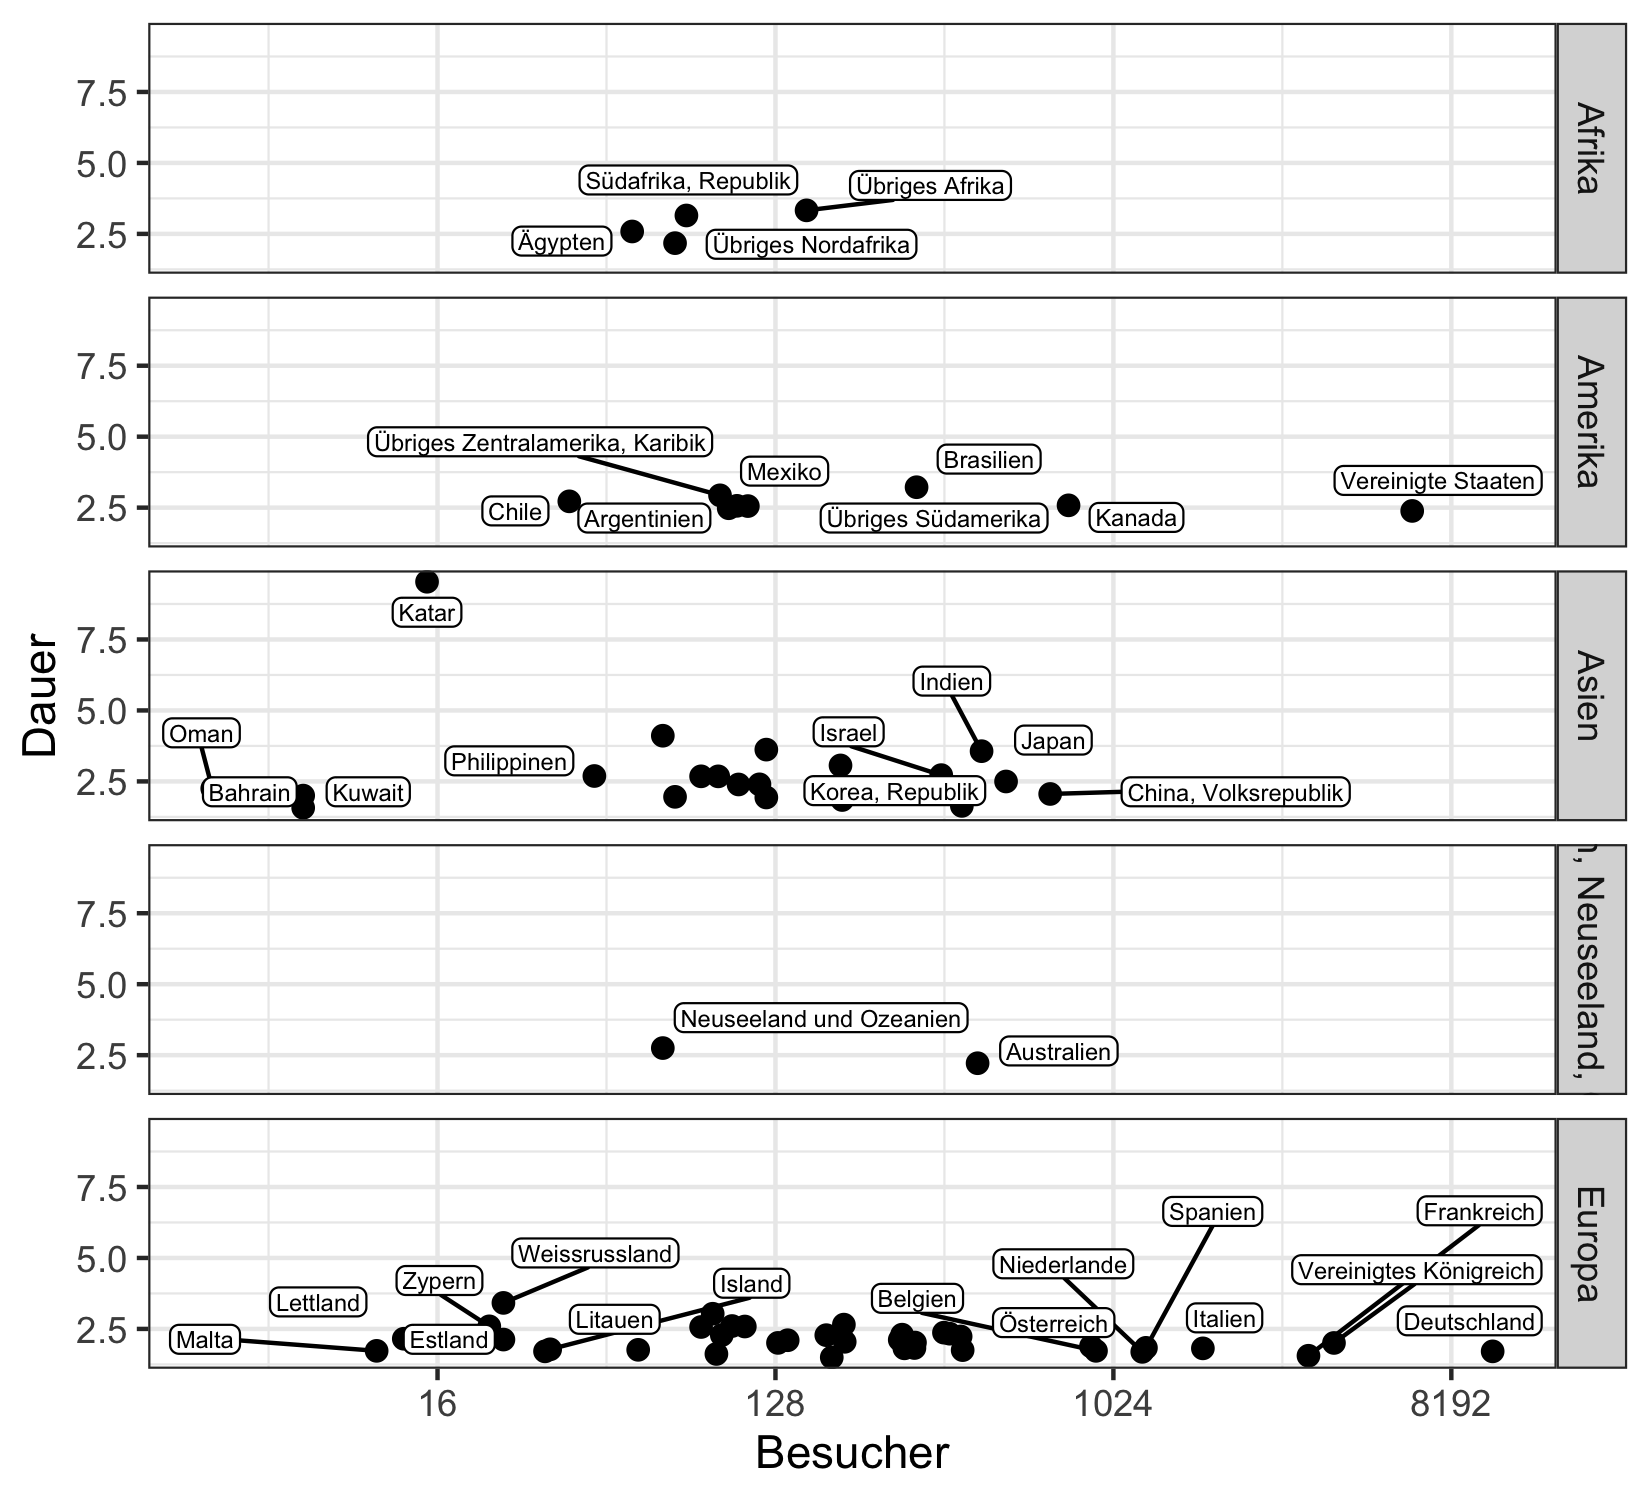 7.5
5.0
2.5
Südafrika, Republik
Übriges Afrika
Ägypten
Übriges Nordafrika
Afrika
7.5
5.0
2.5
Übriges Zentralamerika, Karibik
Mexiko
Brasilien
Vereinigte Staaten
Chile
Argentinien
Übriges Südamerika
Kanada
Amerika
Dauer
7.5
5.0
2.5
Katar
Indien
Oman
Israel
Japan
Philippinen
Bahrain
Kuwait
Korea, Republik
China, Volksrepublik
Asien
7.5
5.0
2.5
Neuseeland und Ozeanien
Australien
, Neuseeland,
7.5
5.0
2.5
Spanien
Frankreich
Weissrussland
Niederlande
Vereinigtes Königreich
Zypern
Island
Lettland
Belgien
Litauen
Österreich
Italien
Deutschland
Malta
Estland
Europa
16
128
1024
8192
Besucher